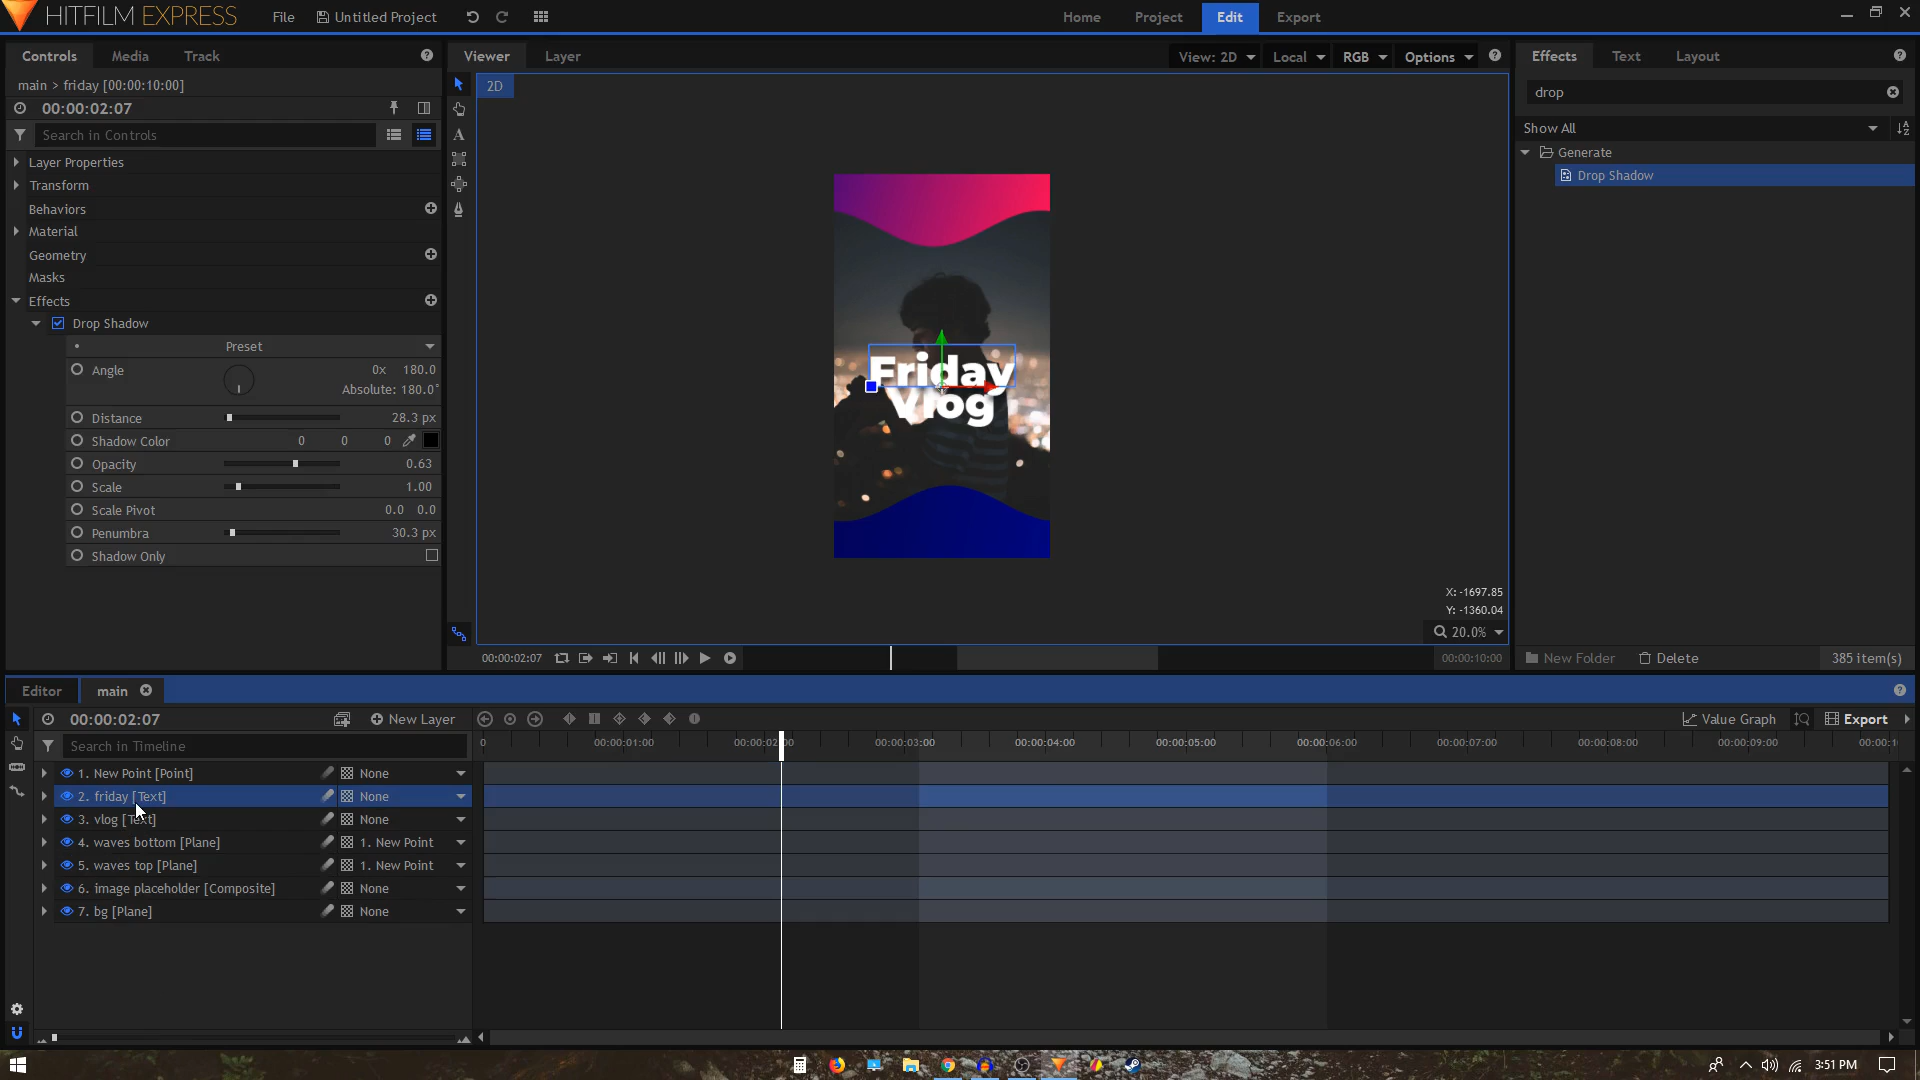 HITFILM EXPRESS
File
Untitled Project
Home
Project
Edit
Export
Controls
Media
Track
main > friday [00:00:10:00]
00:00:02:07
Search in Controls
Layer Properties
Transform
Behaviors
Material
Geometry
Masks
Effects
Drop Shadow
Preset
Angle
0x 180.0
Absolute: 180.0°
Distance
28.3 px
Shadow Color
0 0 0
Opacity
0.63
Scale
1.00
Scale Pivot
0.0 0.0
Penumbra
30.3 px
Shadow Only
Viewer
Layer
View: 2D
Local
RGB
Options
2D
Friday
Vlog
X: -1697.85
Y: -1360.04
20.0%
00:00:02:07
00:00:10:00
Effects
Text
Layout
drop
Show All
Generate
Drop Shadow
New Folder
Delete
385 item(s)
Editor
main
00:00:02:07
New Layer
Value Graph
Export
Search in Timeline
0
00:00:01:00
00:00:02:00
00:00:03:00
00:00:04:00
00:00:05:00
00:00:06:00
00:00:07:00
00:00:08:00
00:00:09:00
00:00:1
1. New Point [Point]
None
2. friday [Text]
None
3. vlog [Text]
None
4. waves bottom [Plane]
1. New Point
5. waves top [Plane]
1. New Point
6. image placeholder [Composite]
None
7. bg [Plane]
None
3:51 PM